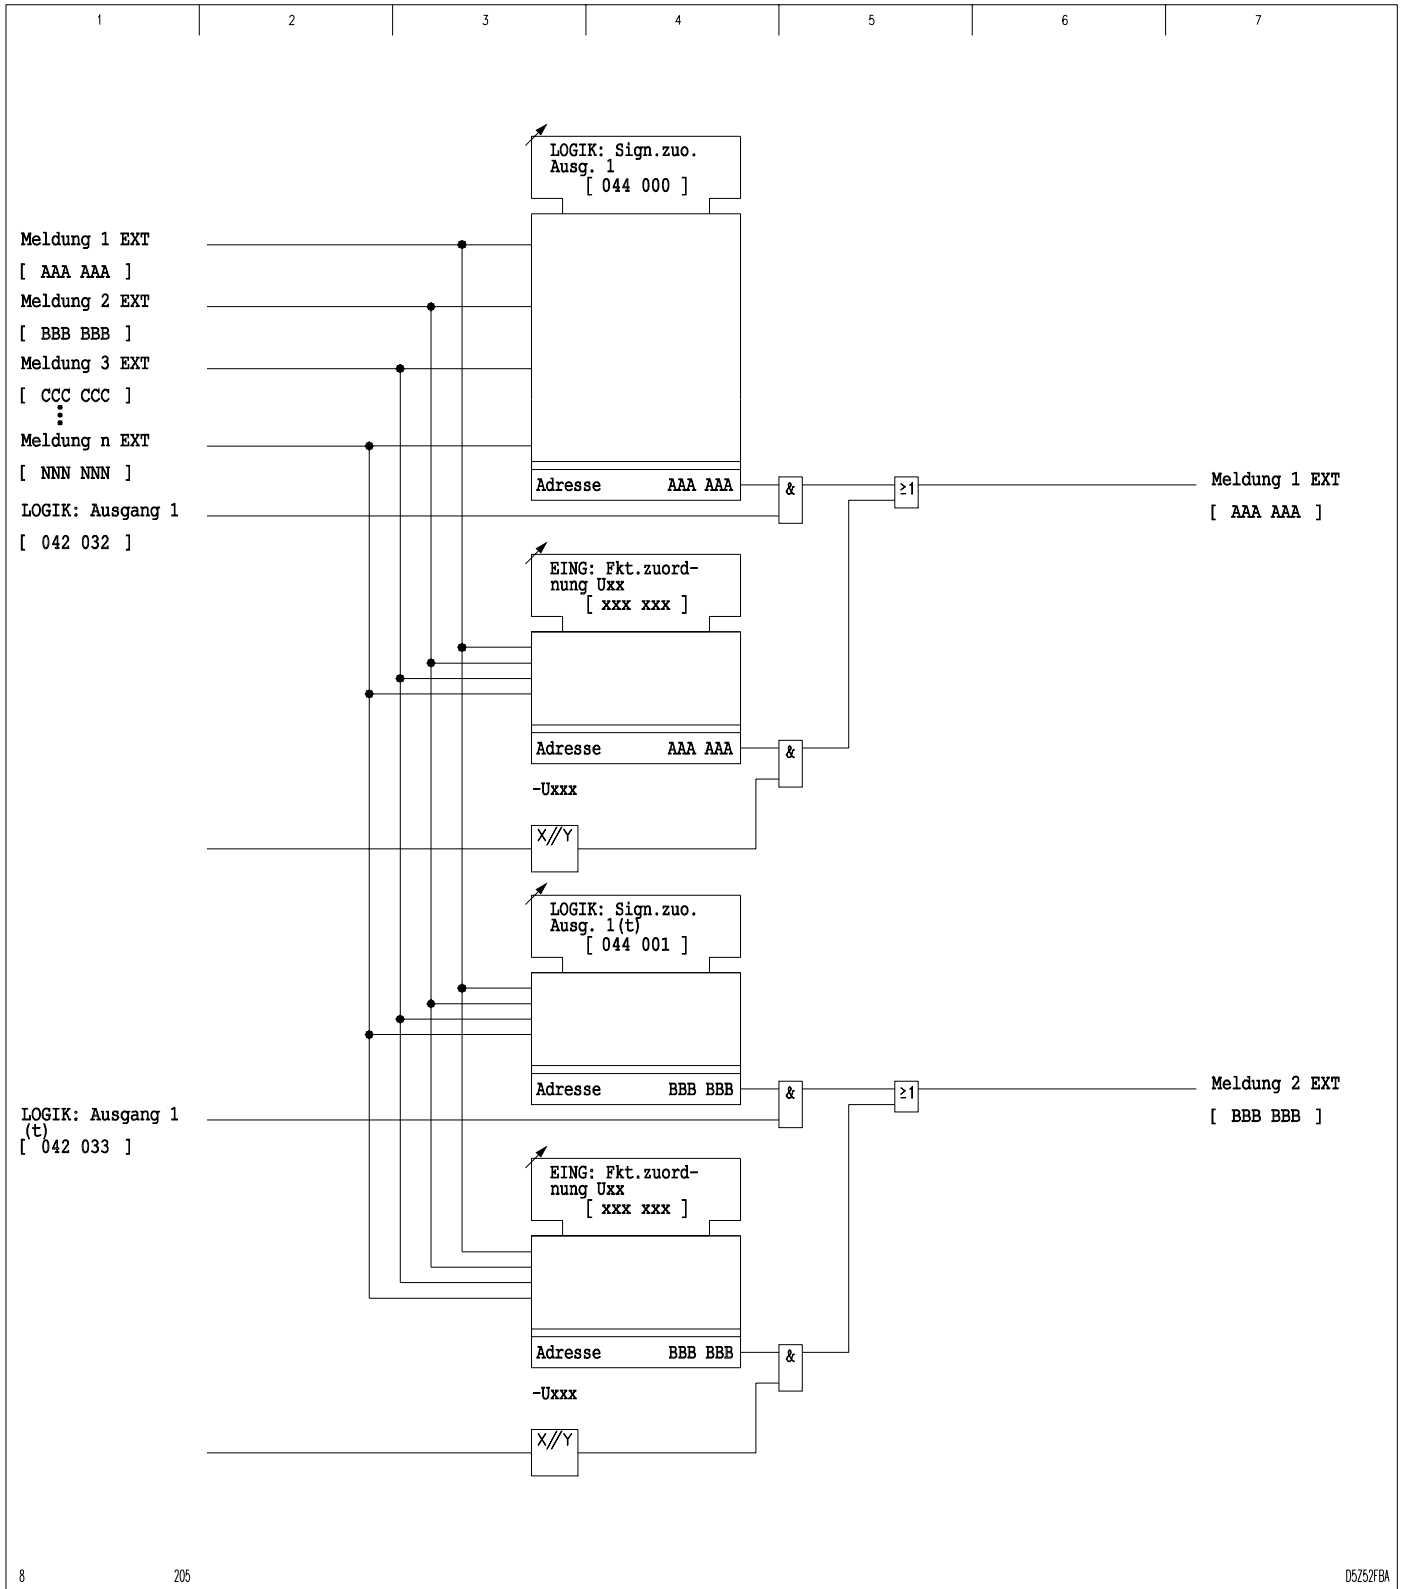 1 2 3 4 5 6 7
LOGIK: Sign.zuo.
Ausg. 1
[ 044 000 ]
Meldung 1 EXT
[ AAA AAA ]
Meldung 2 EXT
[ BBB BBB ]
Meldung 3 EXT
[ CCC CCC ]
Meldung n EXT
[ NNN NNN ]
Adresse AAA AAA
&
≥1
Meldung 1 EXT
[ AAA AAA ]
LOGIK: Ausgang 1
[ 042 032 ]
EING: Fkt.zuord-
nung Uxx
[ xxx xxx ]
Adresse AAA AAA
&
-Uxxx
X//Y
LOGIK: Sign.zuo.
Ausg. 1(t)
[ 044 001 ]
Adresse BBB BBB
&
≥1
Meldung 2 EXT
[ BBB BBB ]
LOGIK: Ausgang 1
(t)
[ 042 033 ]
EING: Fkt.zuord-
nung Uxx
[ xxx xxx ]
Adresse BBB BBB
&
-Uxxx
X//Y
8 205 D5Z52FBA